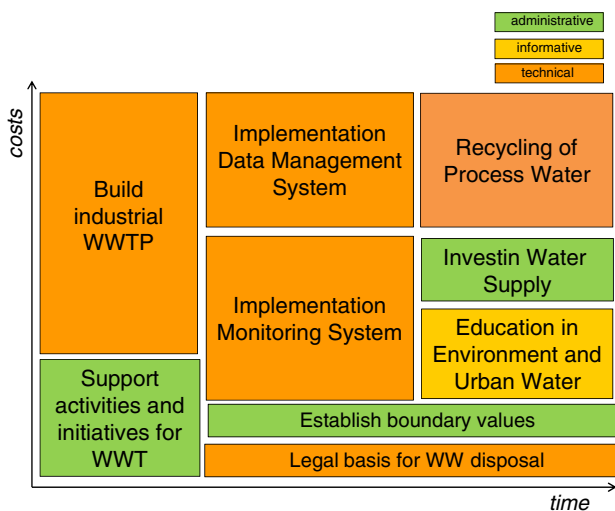 administrative
informative
technical
costs
Build
industrial
WWTP
Implementation
Data Management
System
Recycling of
Process Water
Implementation
Monitoring System
Investin Water
Supply
Education in
Environment and
Urban Water
Support
activities and
initiatives for
WWT
Establish boundary values
Legal basis for WW disposal
time